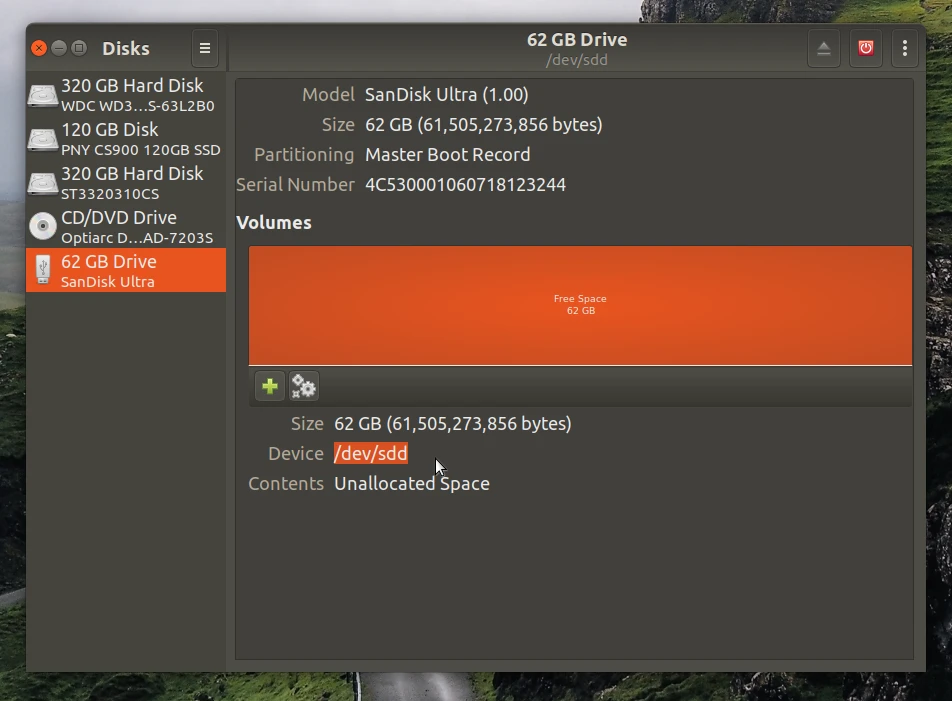 Disks
62 GB Drive
/dev/sdd
320 GB Hard Disk
WDC WD3...S-63L2B0
120 GB Disk
PNY CS900 120GB SSD
320 GB Hard Disk
ST3320310CS
CD/DVD Drive
Optiarc D...AD-7203S
62 GB Drive
SanDisk Ultra
Model SanDisk Ultra (1.00)
Size 62 GB (61,505,273,856 bytes)
Partitioning Master Boot Record
Serial Number 4C530001060718123244
Volumes
Free Space
62 GB
Size 62 GB (61,505,273,856 bytes)
Device /dev/sdd
Contents Unallocated Space